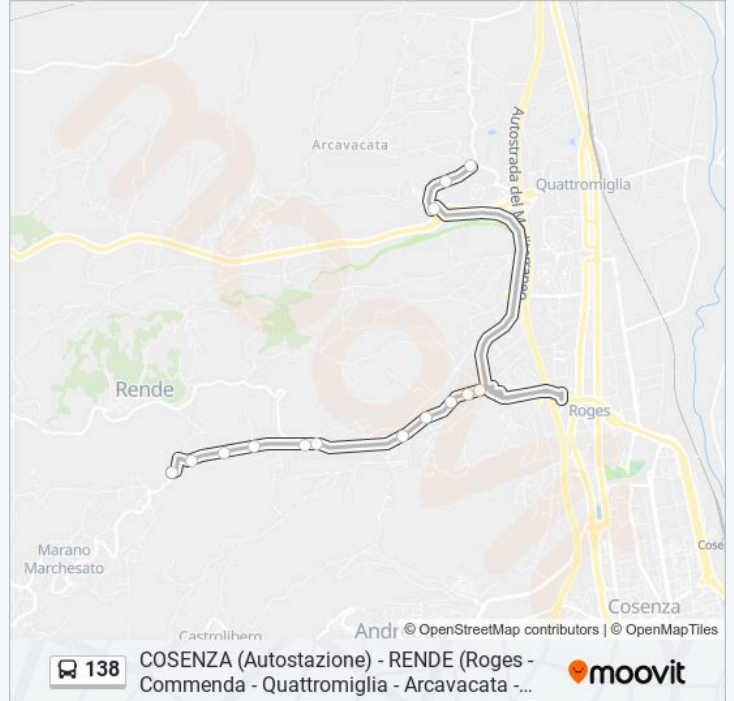 Arcavacata
Quattromiglia
Autostrada del M
Rende
Roges
Marano
Marchesato
Cose
Cosenza
Castrolibero
Andr
© OpenStreetMap contributors | © OpenMapTiles
138
COSENZA (Autostazione) - RENDE (Roges -
Commenda - Quattromiglia - Arcavacata -...
moovit